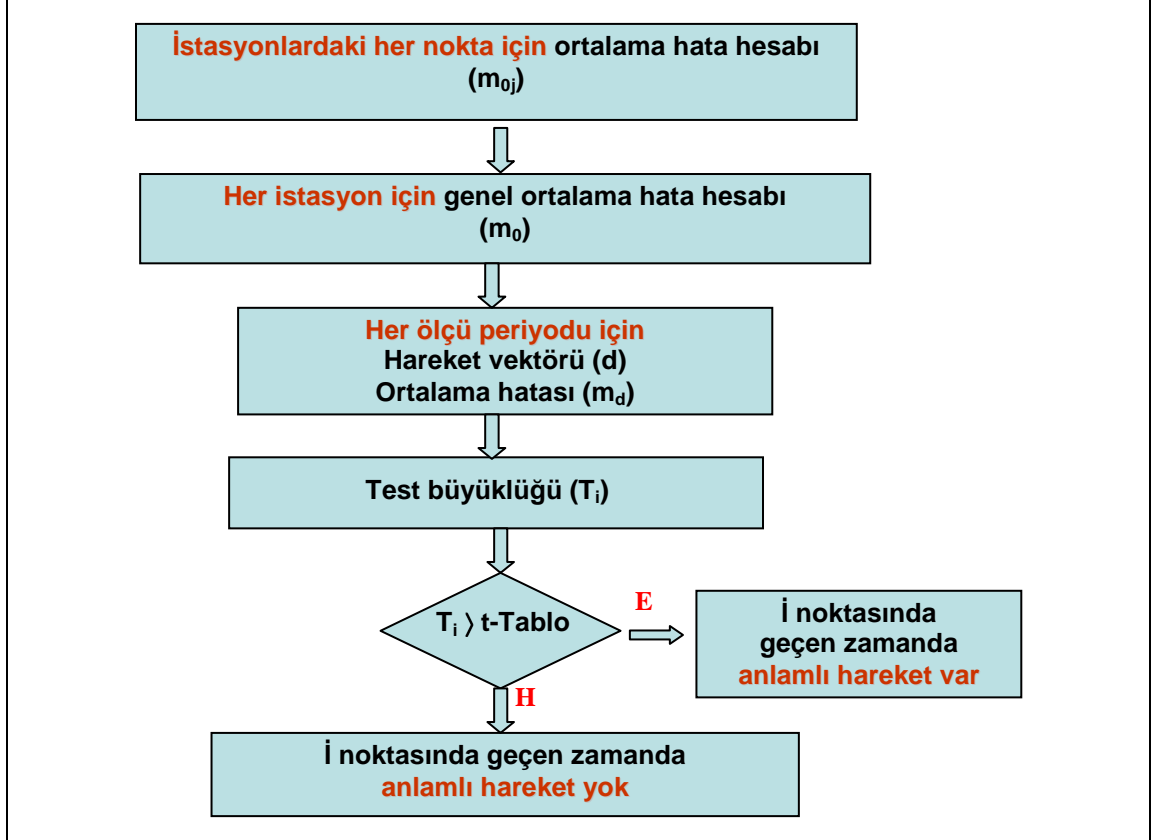 İstasyonlardaki her nokta için ortalama hata hesabı
(m₀ⱼ)
Her istasyon için genel ortalama hata hesabı
(m₀)
Her ölçü periyodu için
Hareket vektörü (d)
Ortalama hatası (m_d)
Test büyüklüğü (Tᵢ)
Tᵢ ⟩ t-Tablo
E
İ noktasında
geçen zamanda
anlamlı hareket var
H
İ noktasında geçen zamanda
anlamlı hareket yok